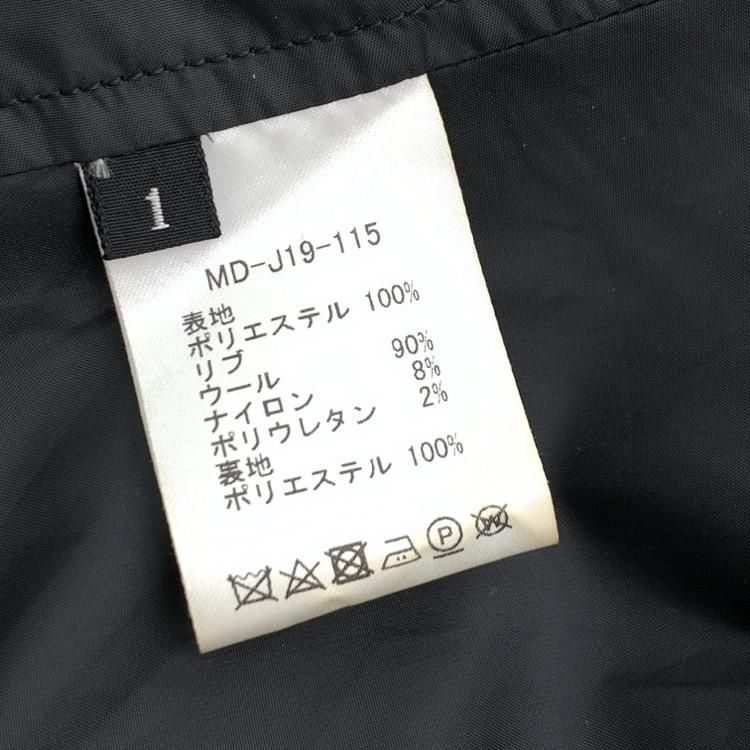 1
MD-J19-115
表地
ポリエステル 100%
リブ
ウール 90%
ナイロン 8%
ポリウレタン 2%
裏地
ポリエステル 100%
P
W